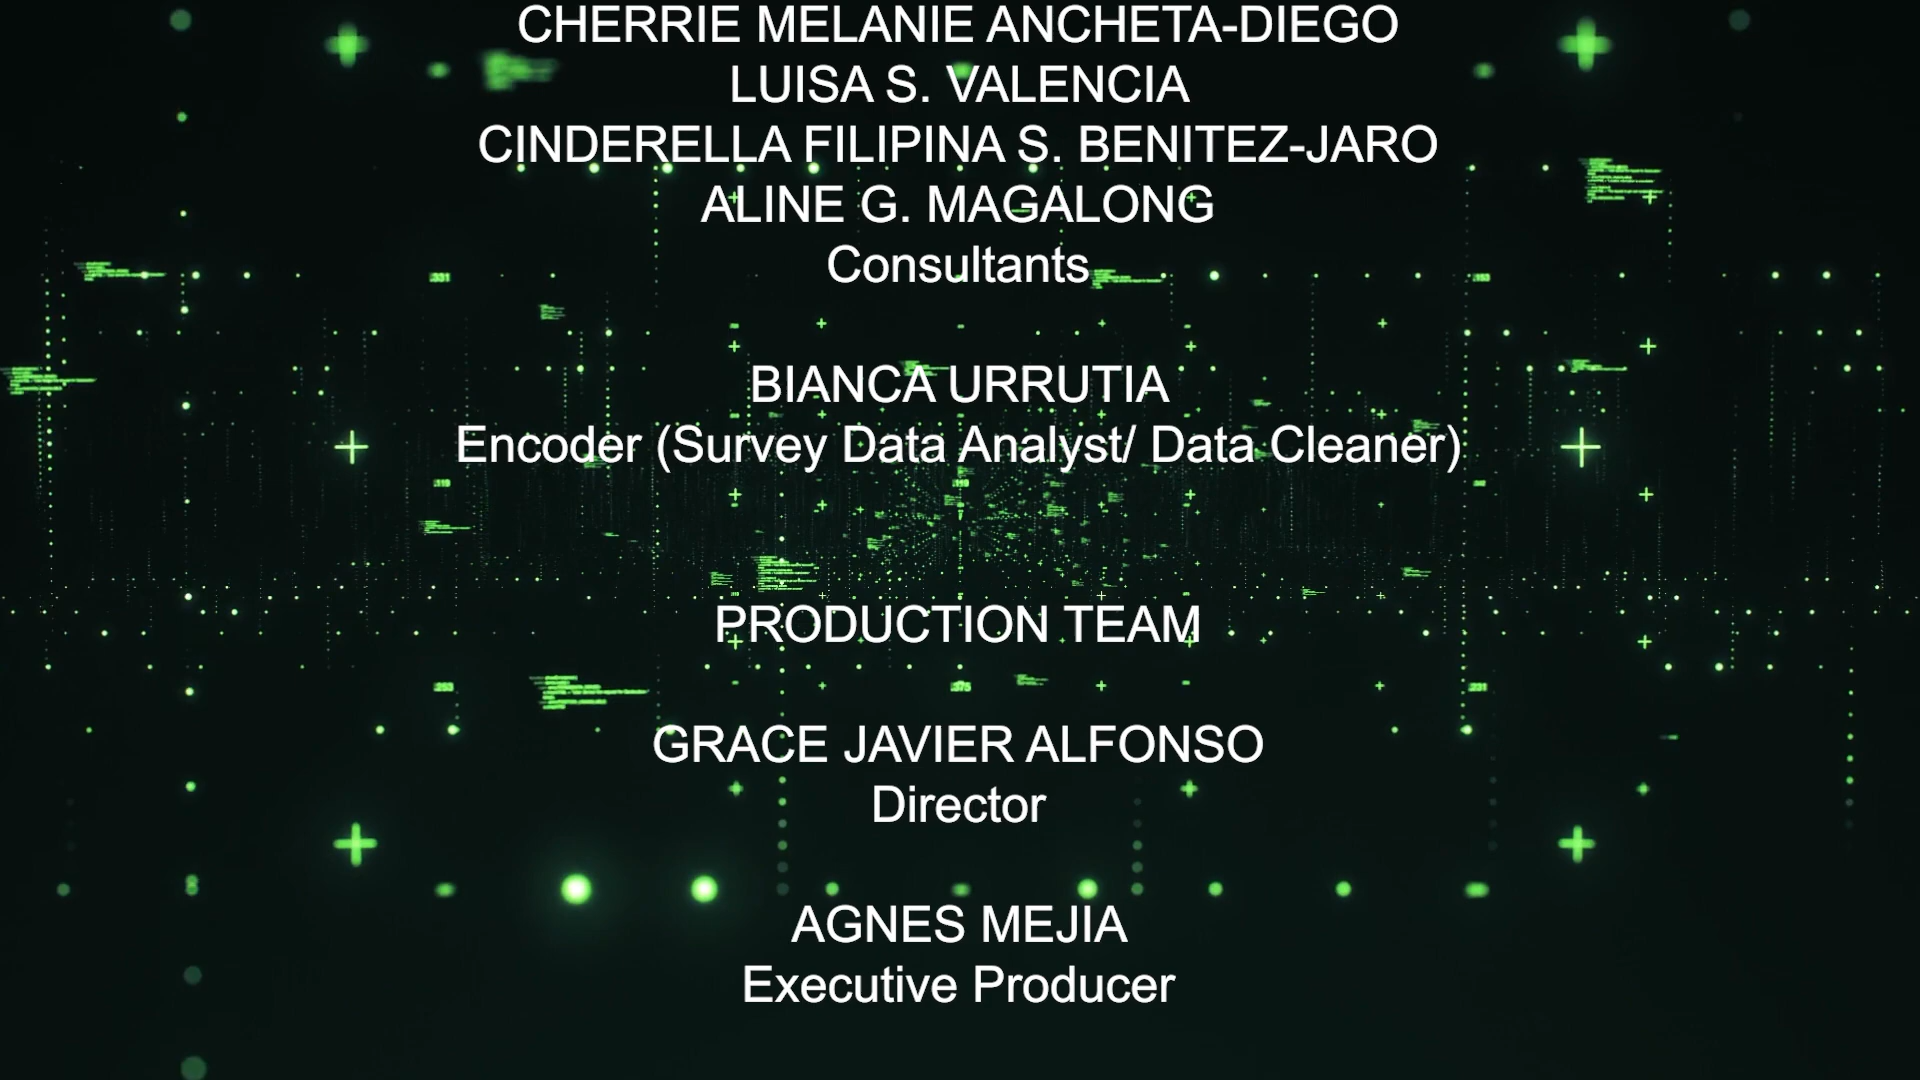 CHERRIE MELANIE ANCHETA-DIEGO
LUISA S. VALENCIA
CINDERELLA FILIPINA S. BENITEZ-JARO
ALINE G. MAGALONG
Consultants
BIANCA URRUTIA
Encoder (Survey Data Analyst/ Data Cleaner)
PRODUCTION TEAM
GRACE JAVIER ALFONSO
Director
AGNES MEJIA
Executive Producer